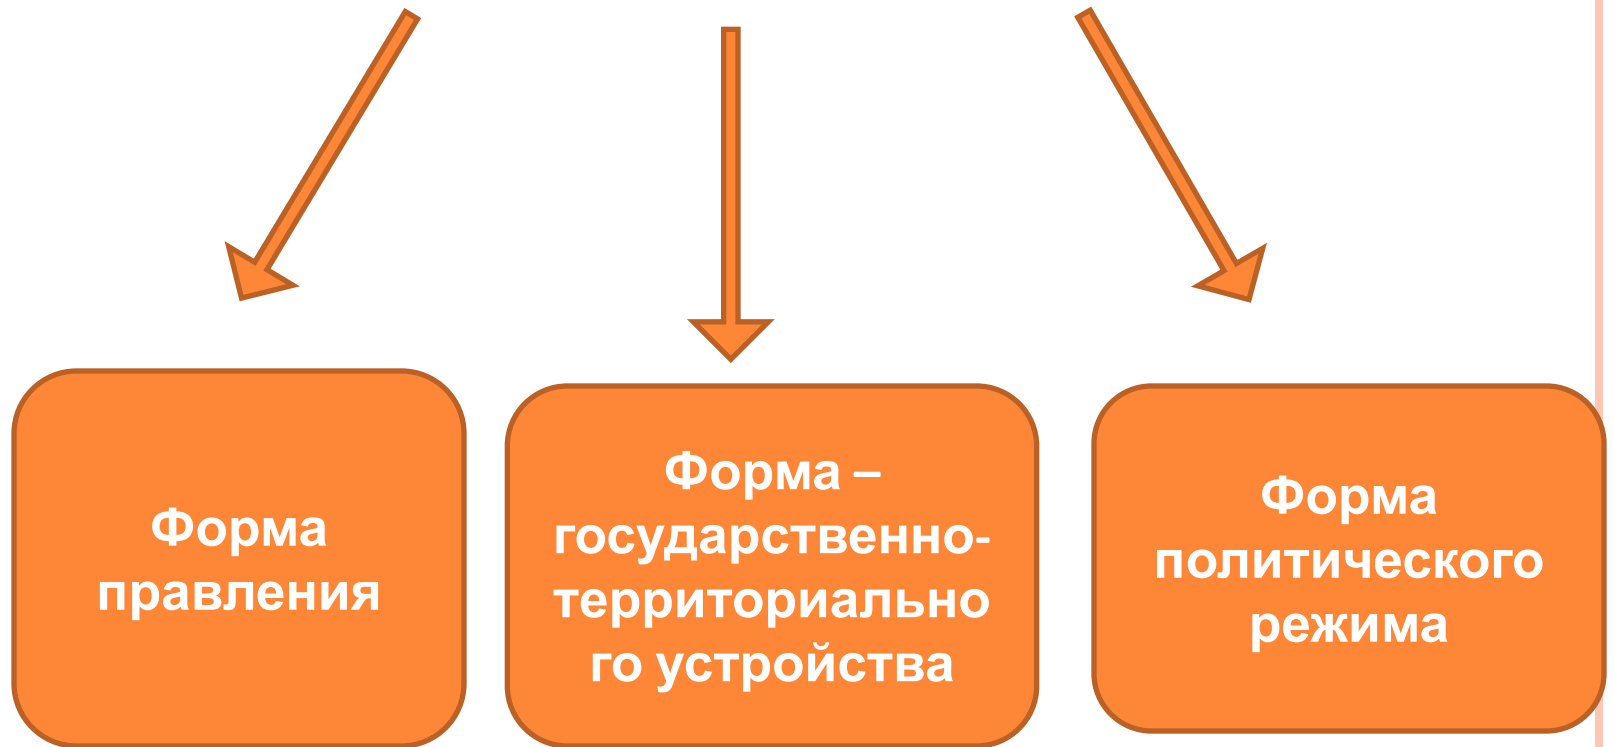 Форма
правления
Форма –
государственно-
территориально
го устройства
Форма
политического
режима